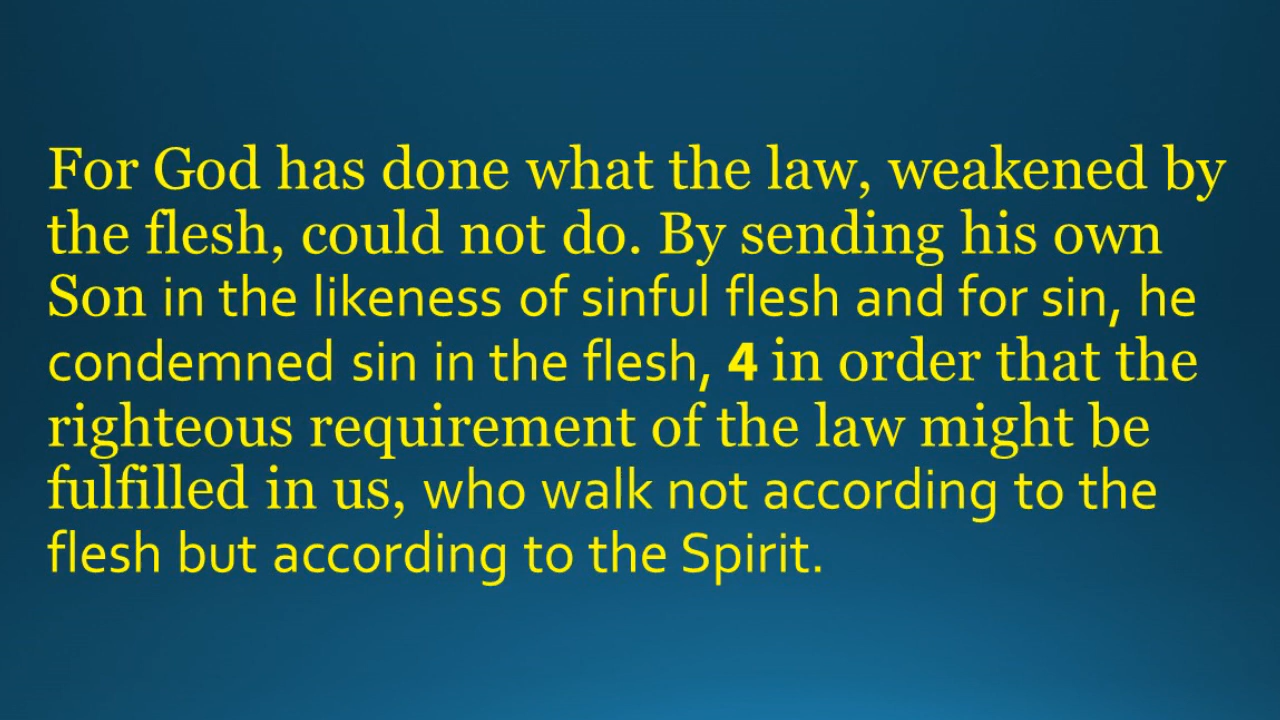 For God has done what the law, weakened by
the flesh, could not do. By sending his own
Son in the likeness of sinful flesh and for sin, he
condemned sin in the flesh, 4 in order that the
righteous requirement of the law might be
fulfilled in us, who walk not according to the
flesh but according to the Spirit.